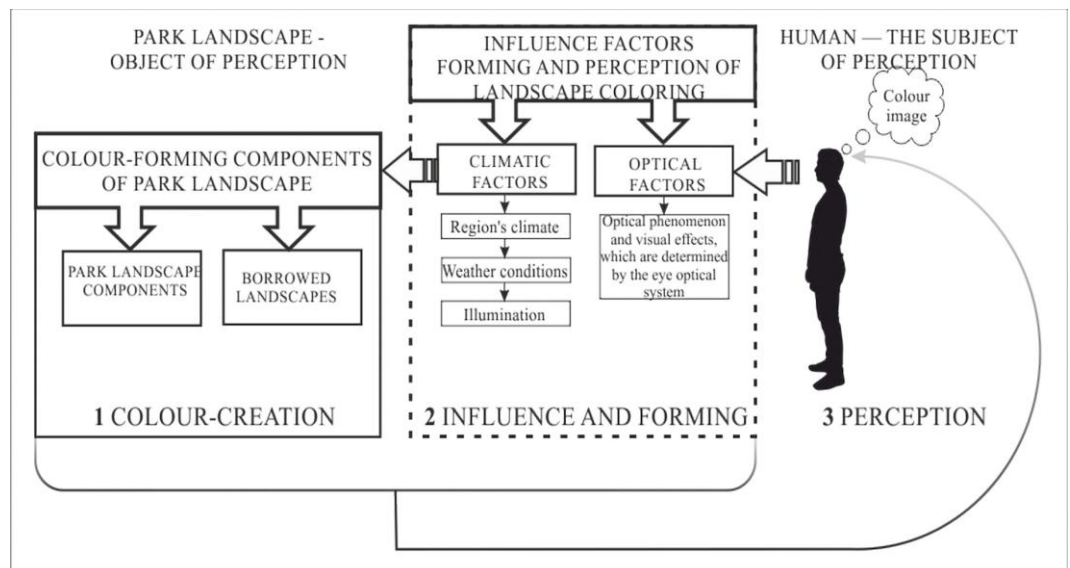 PARK LANDSCAPE -
OBJECT OF PERCEPTION
INFLUENCE FACTORS
FORMING AND PERCEPTION OF
LANDSCAPE COLORING
HUMAN — THE SUBJECT
OF PERCEPTION
Colour
image
COLOUR-FORMING COMPONENTS
OF PARK LANDSCAPE
PARK LANDSCAPE
COMPONENTS
BORROWED
LANDSCAPES
CLIMATIC
FACTORS
Region's climate
Weather conditions
Illumination
OPTICAL
FACTORS
Optical phenomenon
and visual effects,
which are determined
by the eye optical
system
1 COLOUR-CREATION
2 INFLUENCE AND FORMING
3 PERCEPTION